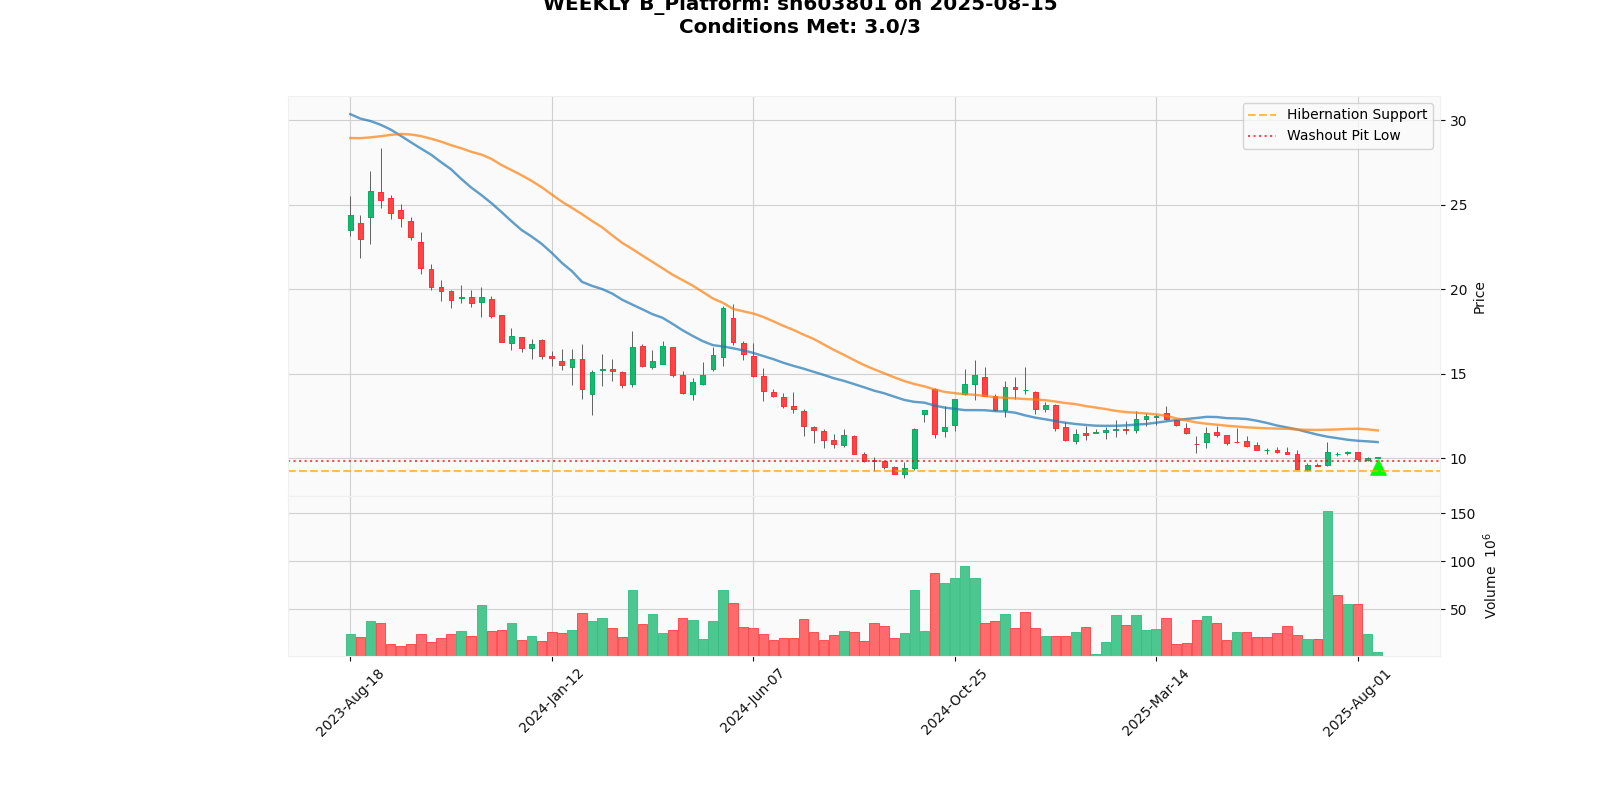 WEEKLY B_Platform: sh603801 on 2025-08-15
Conditions Met: 3.0/3
Hibernation Support
Washout Pit Low
30
25
20
15
10
Price
150
100
50
Volume 10⁶
2023-Aug-18
2024-Jan-12
2024-Jun-07
2024-Oct-25
2025-Mar-14
2025-Aug-01